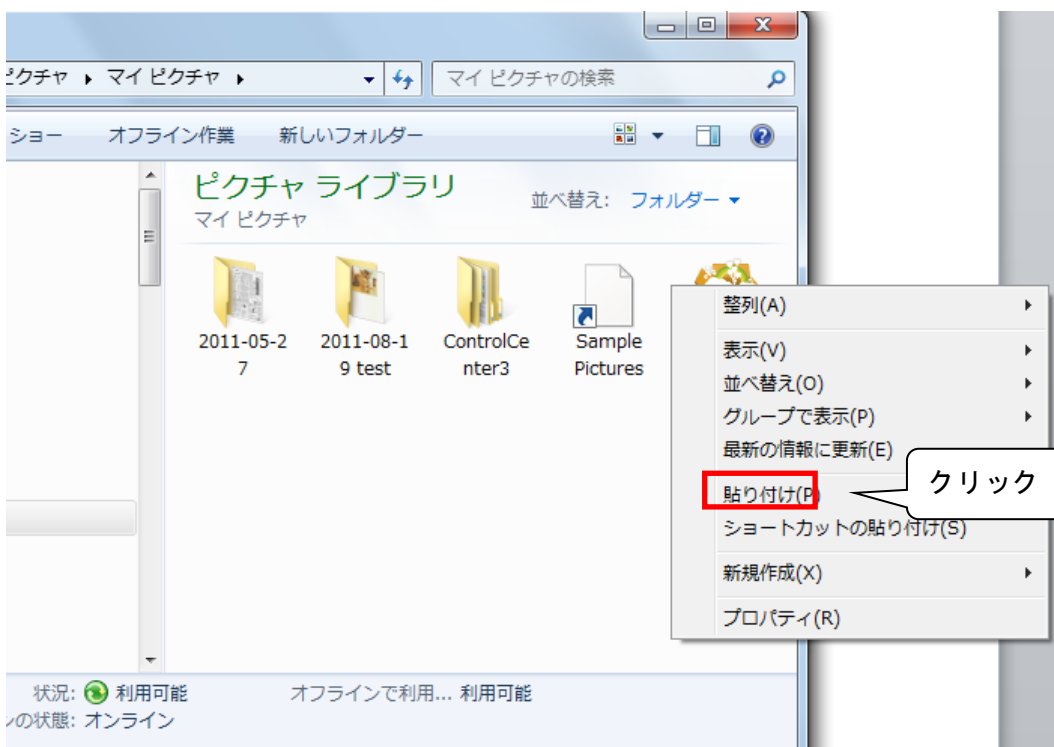 ピクチャ ▸ マイ ピクチャ ▸
マイ ピクチャの検索
ショー オフライン作業 新しいフォルダー
ピクチャ ライブラリ
マイ ピクチャ
並べ替え: フォルダー
2011-05-2
7
2011-08-1
9 test
ControlCe
nter3
Sample
Pictures
整列(A)
表示(V)
並べ替え(O)
グループで表示(P)
最新の情報に更新(E)
貼り付け(P)
クリック
ショートカットの貼り付け(S)
新規作成(X)
プロパティ(R)
状況: 利用可能
オフラインで利用... 利用可能
ンの状態: オンライン